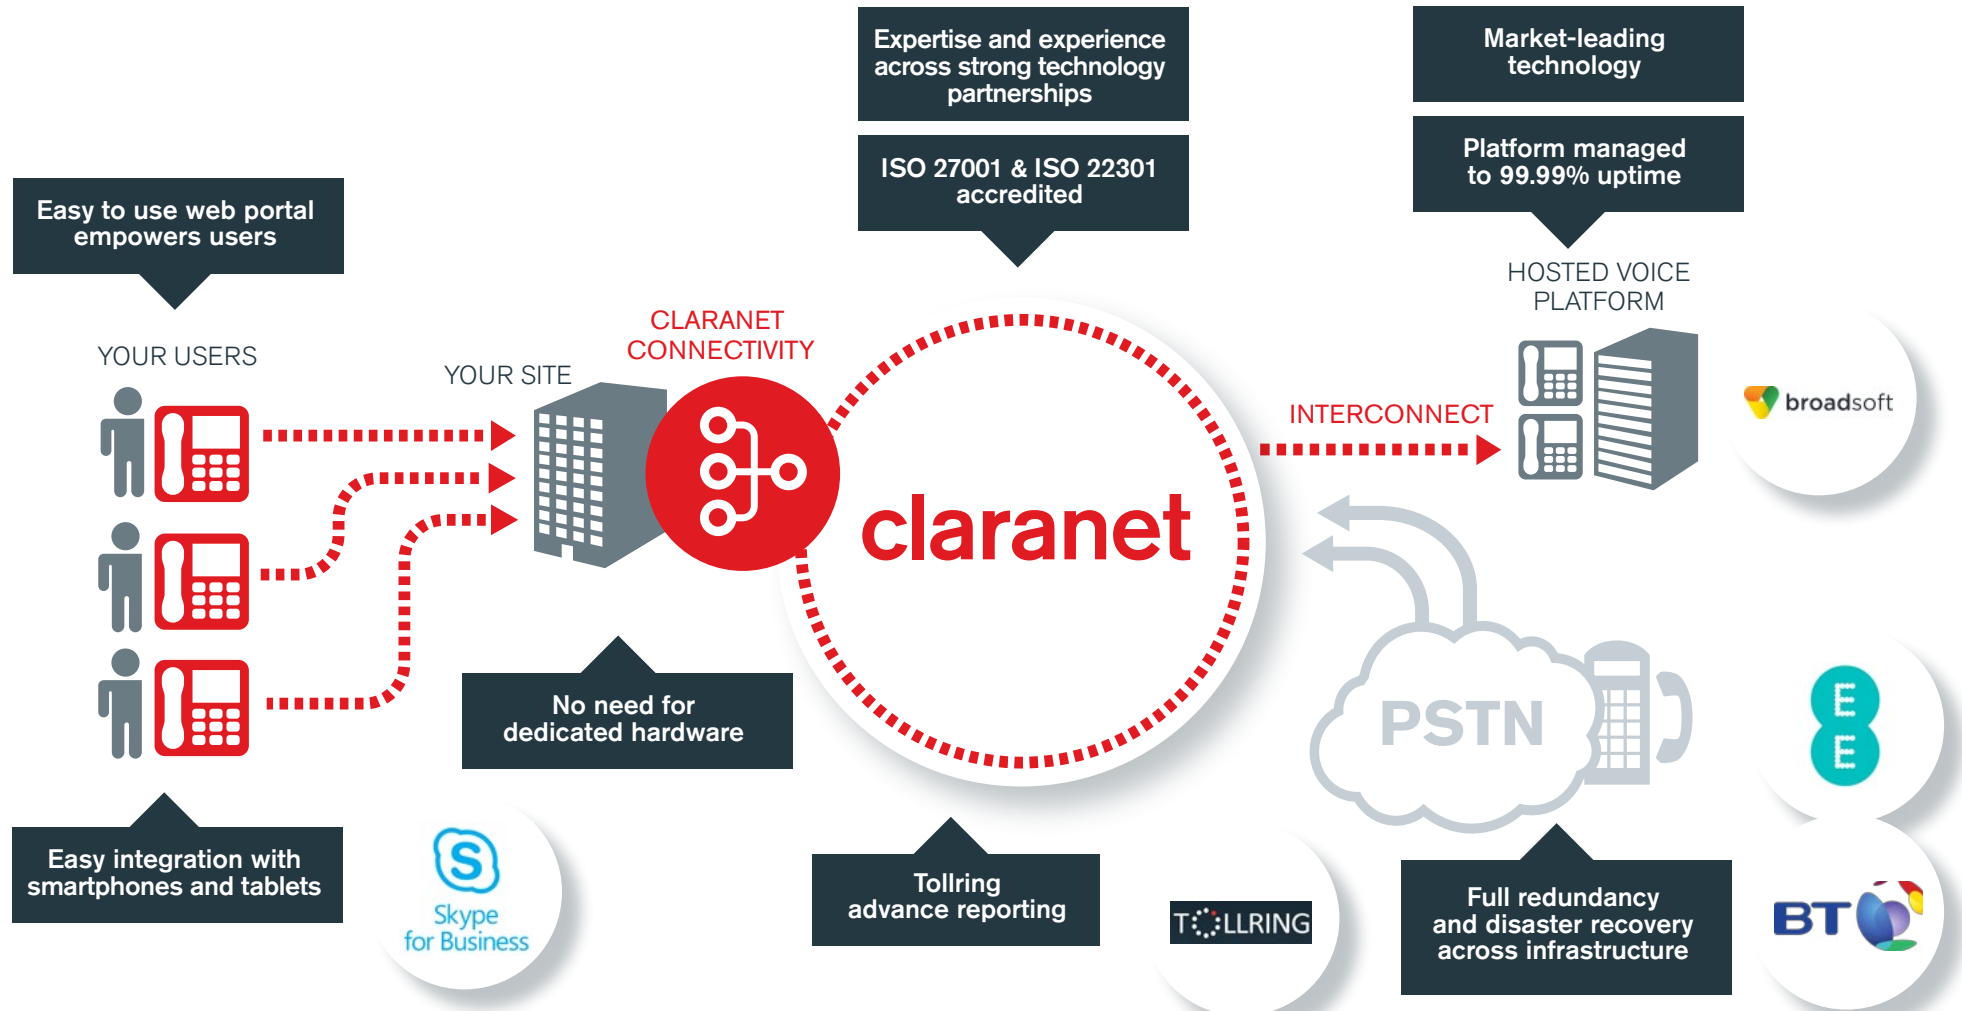 Expertise and experience
across strong technology
partnerships
ISO 27001 & ISO 22301
accredited
Market-leading
technology
Platform managed
to 99.99% uptime
Easy to use web portal
empowers users
YOUR USERS
YOUR SITE
CLARANET
CONNECTIVITY
claranet
INTERCONNECT
HOSTED VOICE
PLATFORM
broadsoft
PSTN
No need for
dedicated hardware
Easy integration with
smartphones and tablets
S
Skype
for Business
Tollring
advance reporting
TOLLRING
Full redundancy
and disaster recovery
across infrastructure
E
E
BT